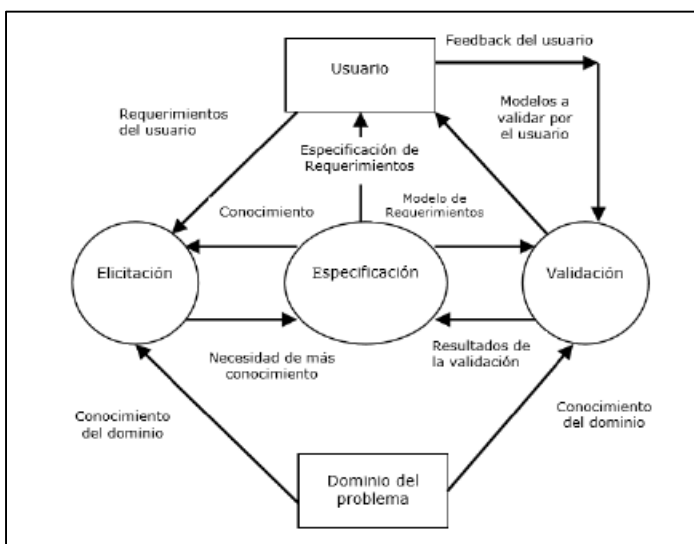 Feedback del usuario
Usuario
Requerimientos
del usuario
Modelos a
validar por
el usuario
Especificación de
Requerimientos
Conocimiento
Modelo de
Requerimientos
Elicitación
Especificación
Validación
Necesidad de más
conocimiento
Resultados de
la validación
Conocimiento
del dominio
Conocimiento
del dominio
Dominio del
problema